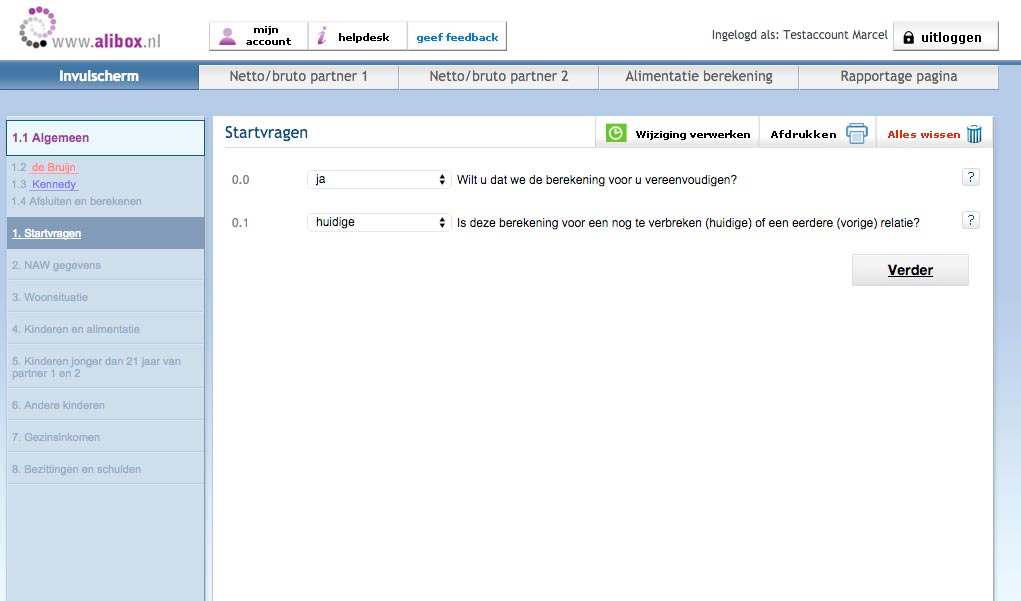 www.alibox.nl
mijn account
helpdesk
geef feedback
Ingelogd als: Testaccount Marcel
uitloggen
Invulscherm
Netto/bruto partner 1
Netto/bruto partner 2
Alimentatie berekening
Rapportage pagina
1.1 Algemeen
1.2 de Bruijn
1.3 Kennedy
1.4 Afsluiten en berekenen
1. Startvragen
2. NAW gegevens
3. Woonsituatie
4. Kinderen en alimentatie
5. Kinderen jonger dan 21 jaar van
partner 1 en 2
6. Andere kinderen
7. Gezinsinkomen
8. Bezittingen en schulden
Startvragen
Wijziging verwerken
Afdrukken
Alles wissen
0.0 ja Wilt u dat we de berekening voor u vereenvoudigen? ?
0.1 huidige Is deze berekening voor een nog te verbreken (huidige) of een eerdere (vorige) relatie? ?
Verder